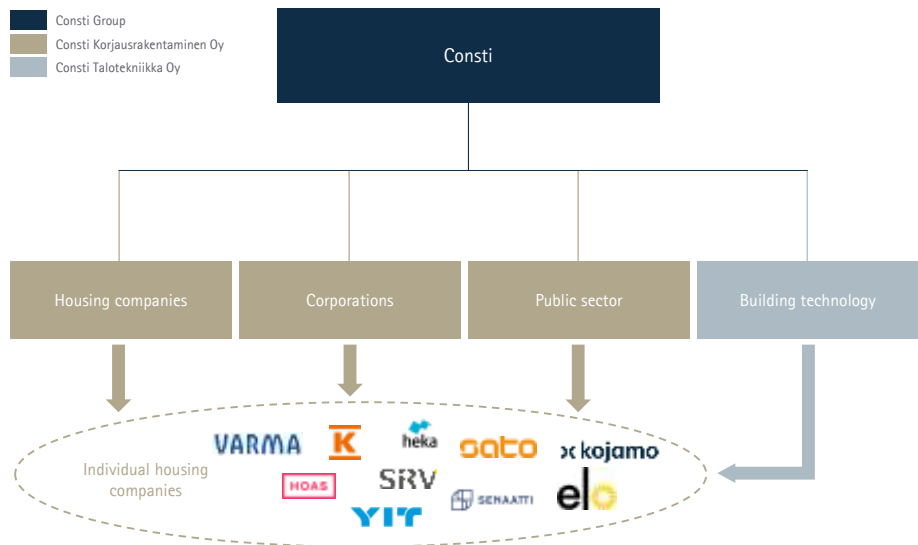 Consti Group
Consti Korjausrakentaminen Oy
Consti Talotekniikka Oy
Consti
Housing companies
Corporations
Public sector
Building technology
Individual housing
companies
VARMA
K
heka
sato
kojamo
HOAS
SRV
SENAATTI
elo
YIT